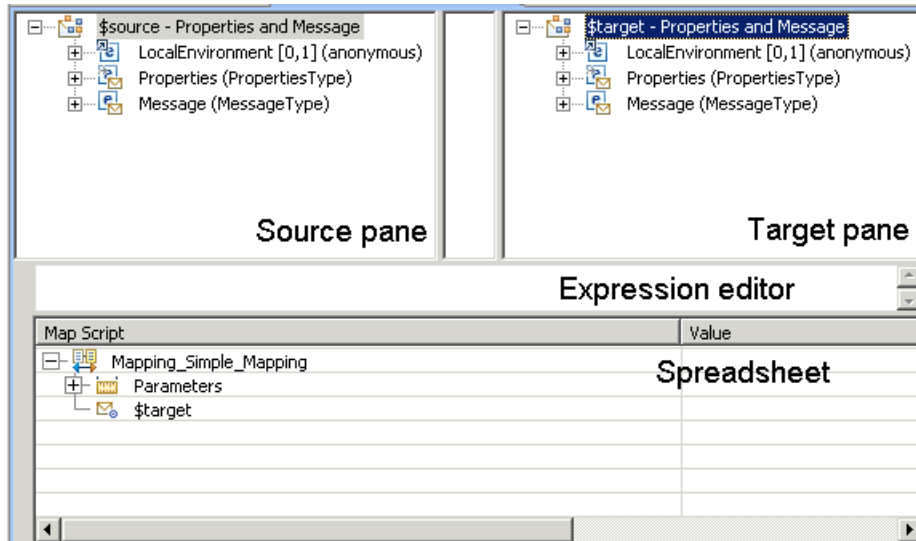 $source - Properties and Message
LocalEnvironment [0,1] (anonymous)
Properties (PropertiesType)
Message (MessageType)
Source pane
$target - Properties and Message
LocalEnvironment [0,1] (anonymous)
Properties (PropertiesType)
Message (MessageType)
Target pane
Expression editor
Map Script Value
Mapping_Simple_Mapping
Spreadsheet
Parameters
$target